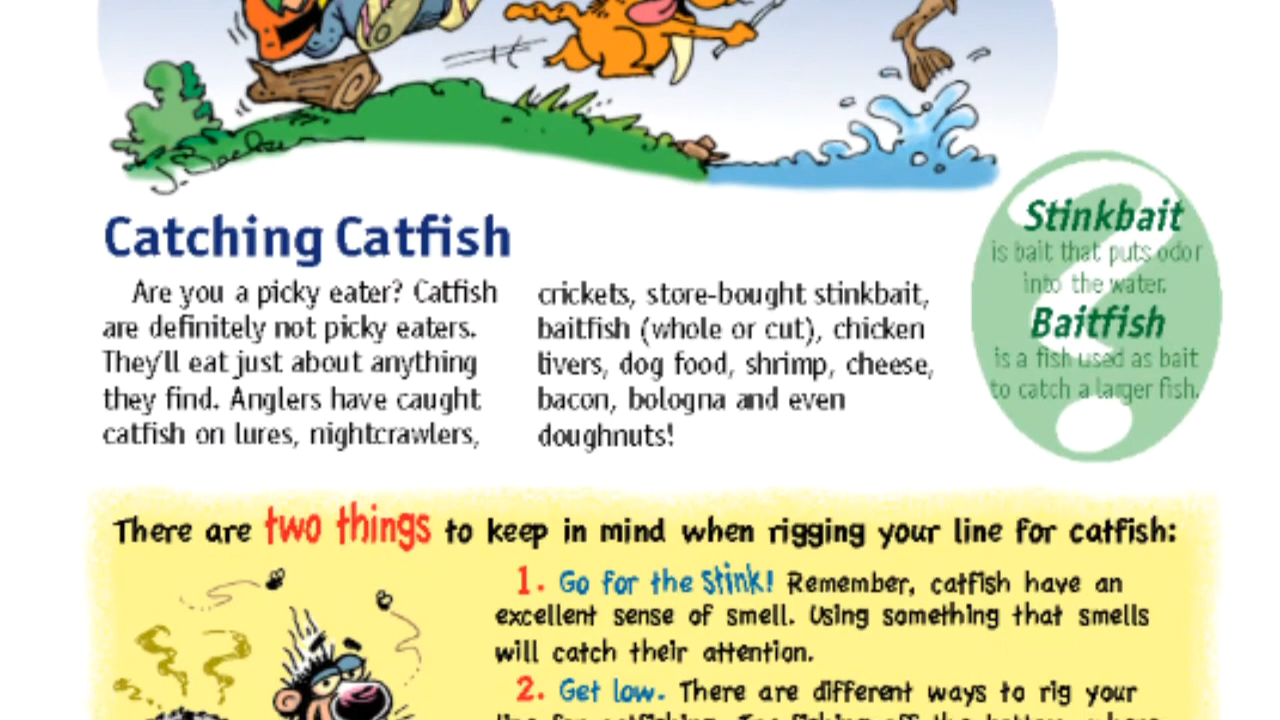 Catching Catfish
Are you a picky eater? Catfish
are definitely not picky eaters.
They'll eat just about anything
they find. Anglers have caught
catfish on lures, nightcrawlers,
crickets, store-bought stinkbait,
baitfish (whole or cut), chicken
livers, dog food, shrimp, cheese,
bacon, bologna and even
doughnuts!
Stinkbait
is bait that puts odor
into the water.
Baitfish
is a fish used as bait
to catch a larger fish.
There are two things to keep in mind when rigging your line for catfish:
1. Go for the Stink! Remember, catfish have an
excellent sense of smell. Using something that smells
will catch their attention.
2. Get low. There are different ways to rig your